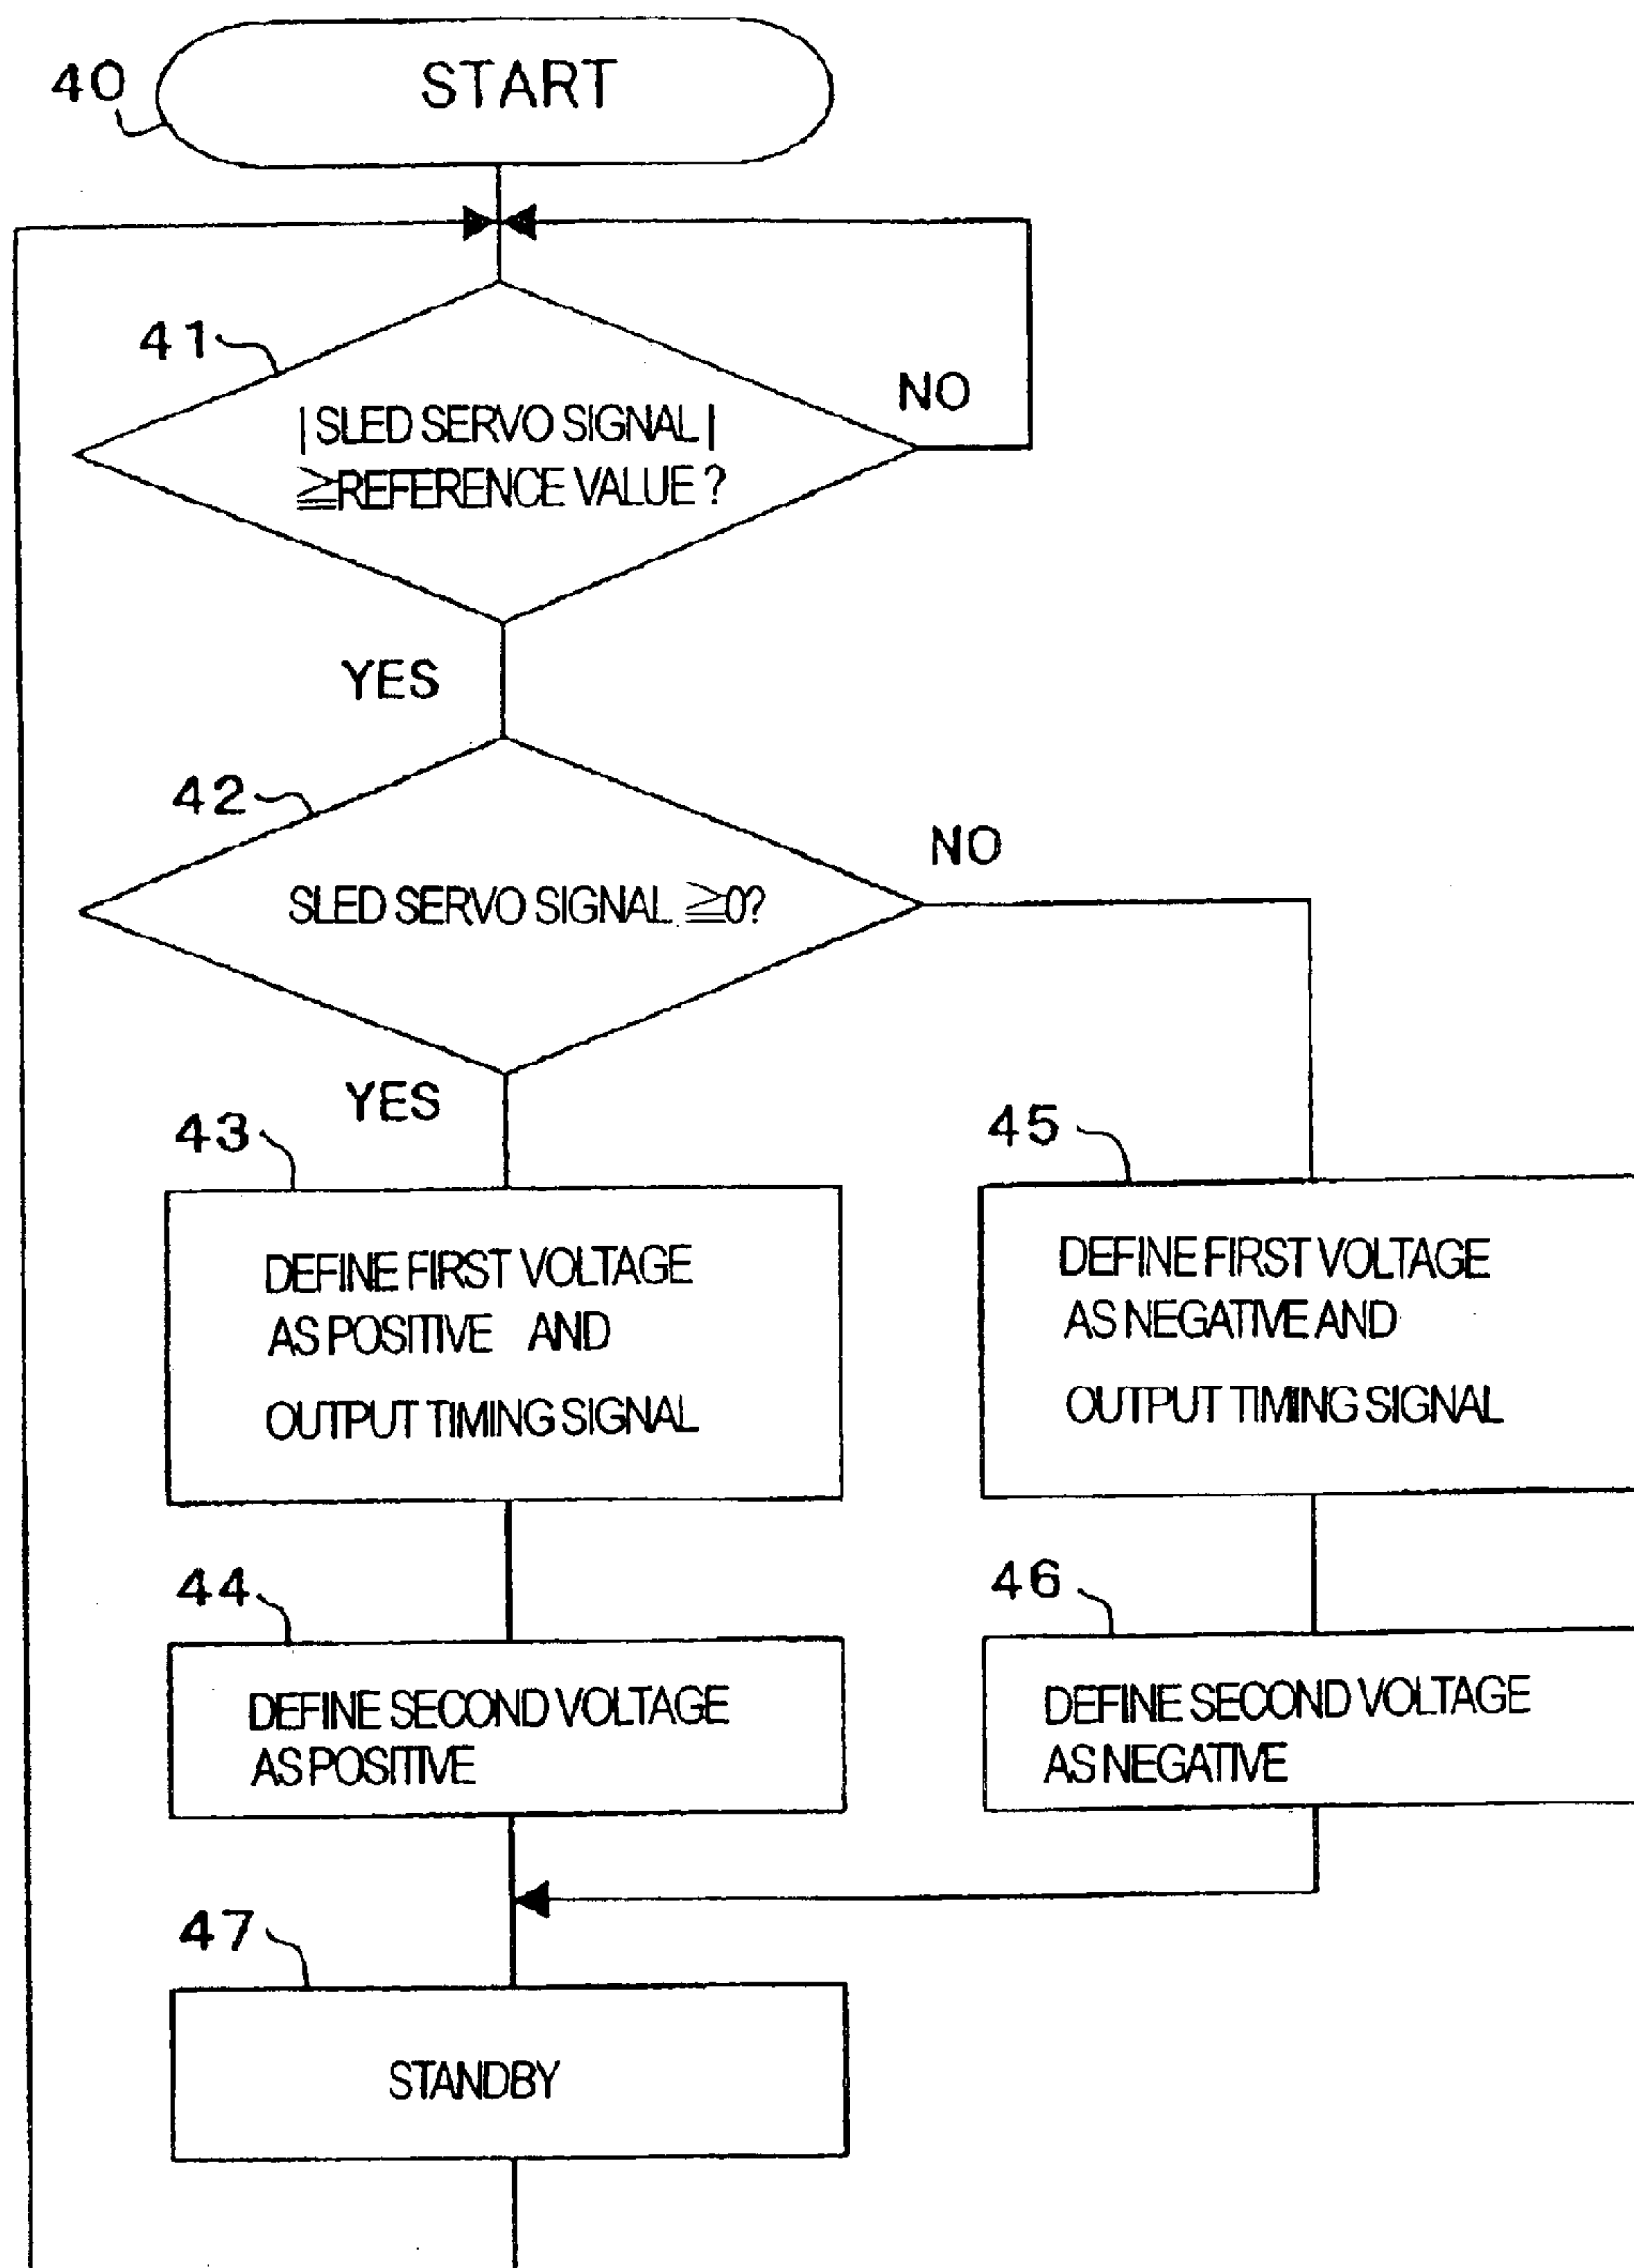 40
START
41
| SLED SERVO SIGNAL |
≧REFERENCE VALUE ?
NO
YES
42
SLED SERVO SIGNAL ≧0?
NO
YES
43
DEFINE FIRST VOLTAGE
AS POSITIVE AND
OUTPUT TIMING SIGNAL
45
DEFINE FIRST VOLTAGE
AS NEGATIVE AND
OUTPUT TIMING SIGNAL
44
DEFINE SECOND VOLTAGE
AS POSITIVE
46
DEFINE SECOND VOLTAGE
AS NEGATIVE
47
STANDBY